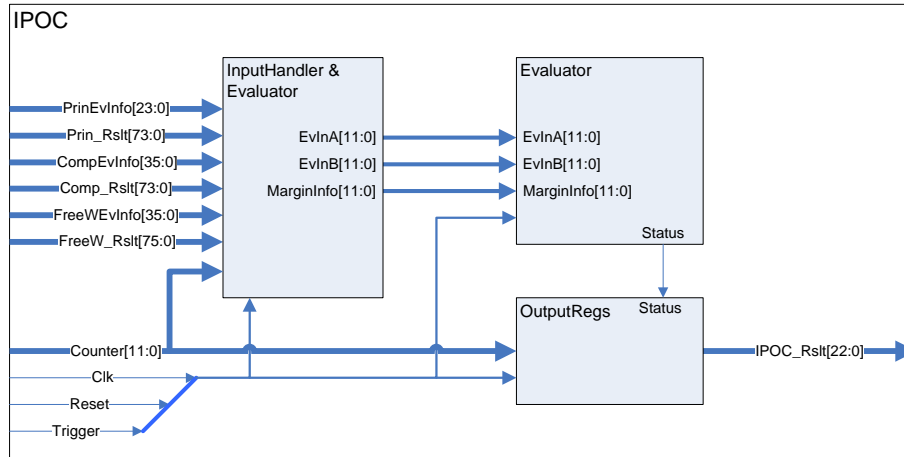 IPOC
InputHandler &
Evaluator
Evaluator
PrinEvInfo[23:0]
Prin_Rslt[73:0]
CompEvInfo[35:0]
Comp_Rslt[73:0]
FreeWEvInfo[35:0]
FreeW_Rslt[75:0]
EvInA[11:0]
EvInB[11:0]
MarginInfo[11:0]
EvInA[11:0]
EvInB[11:0]
MarginInfo[11:0]
Status
Status
OutputRegs
Counter[11:0]
Clk
Reset
Trigger
IPOC_Rslt[22:0]